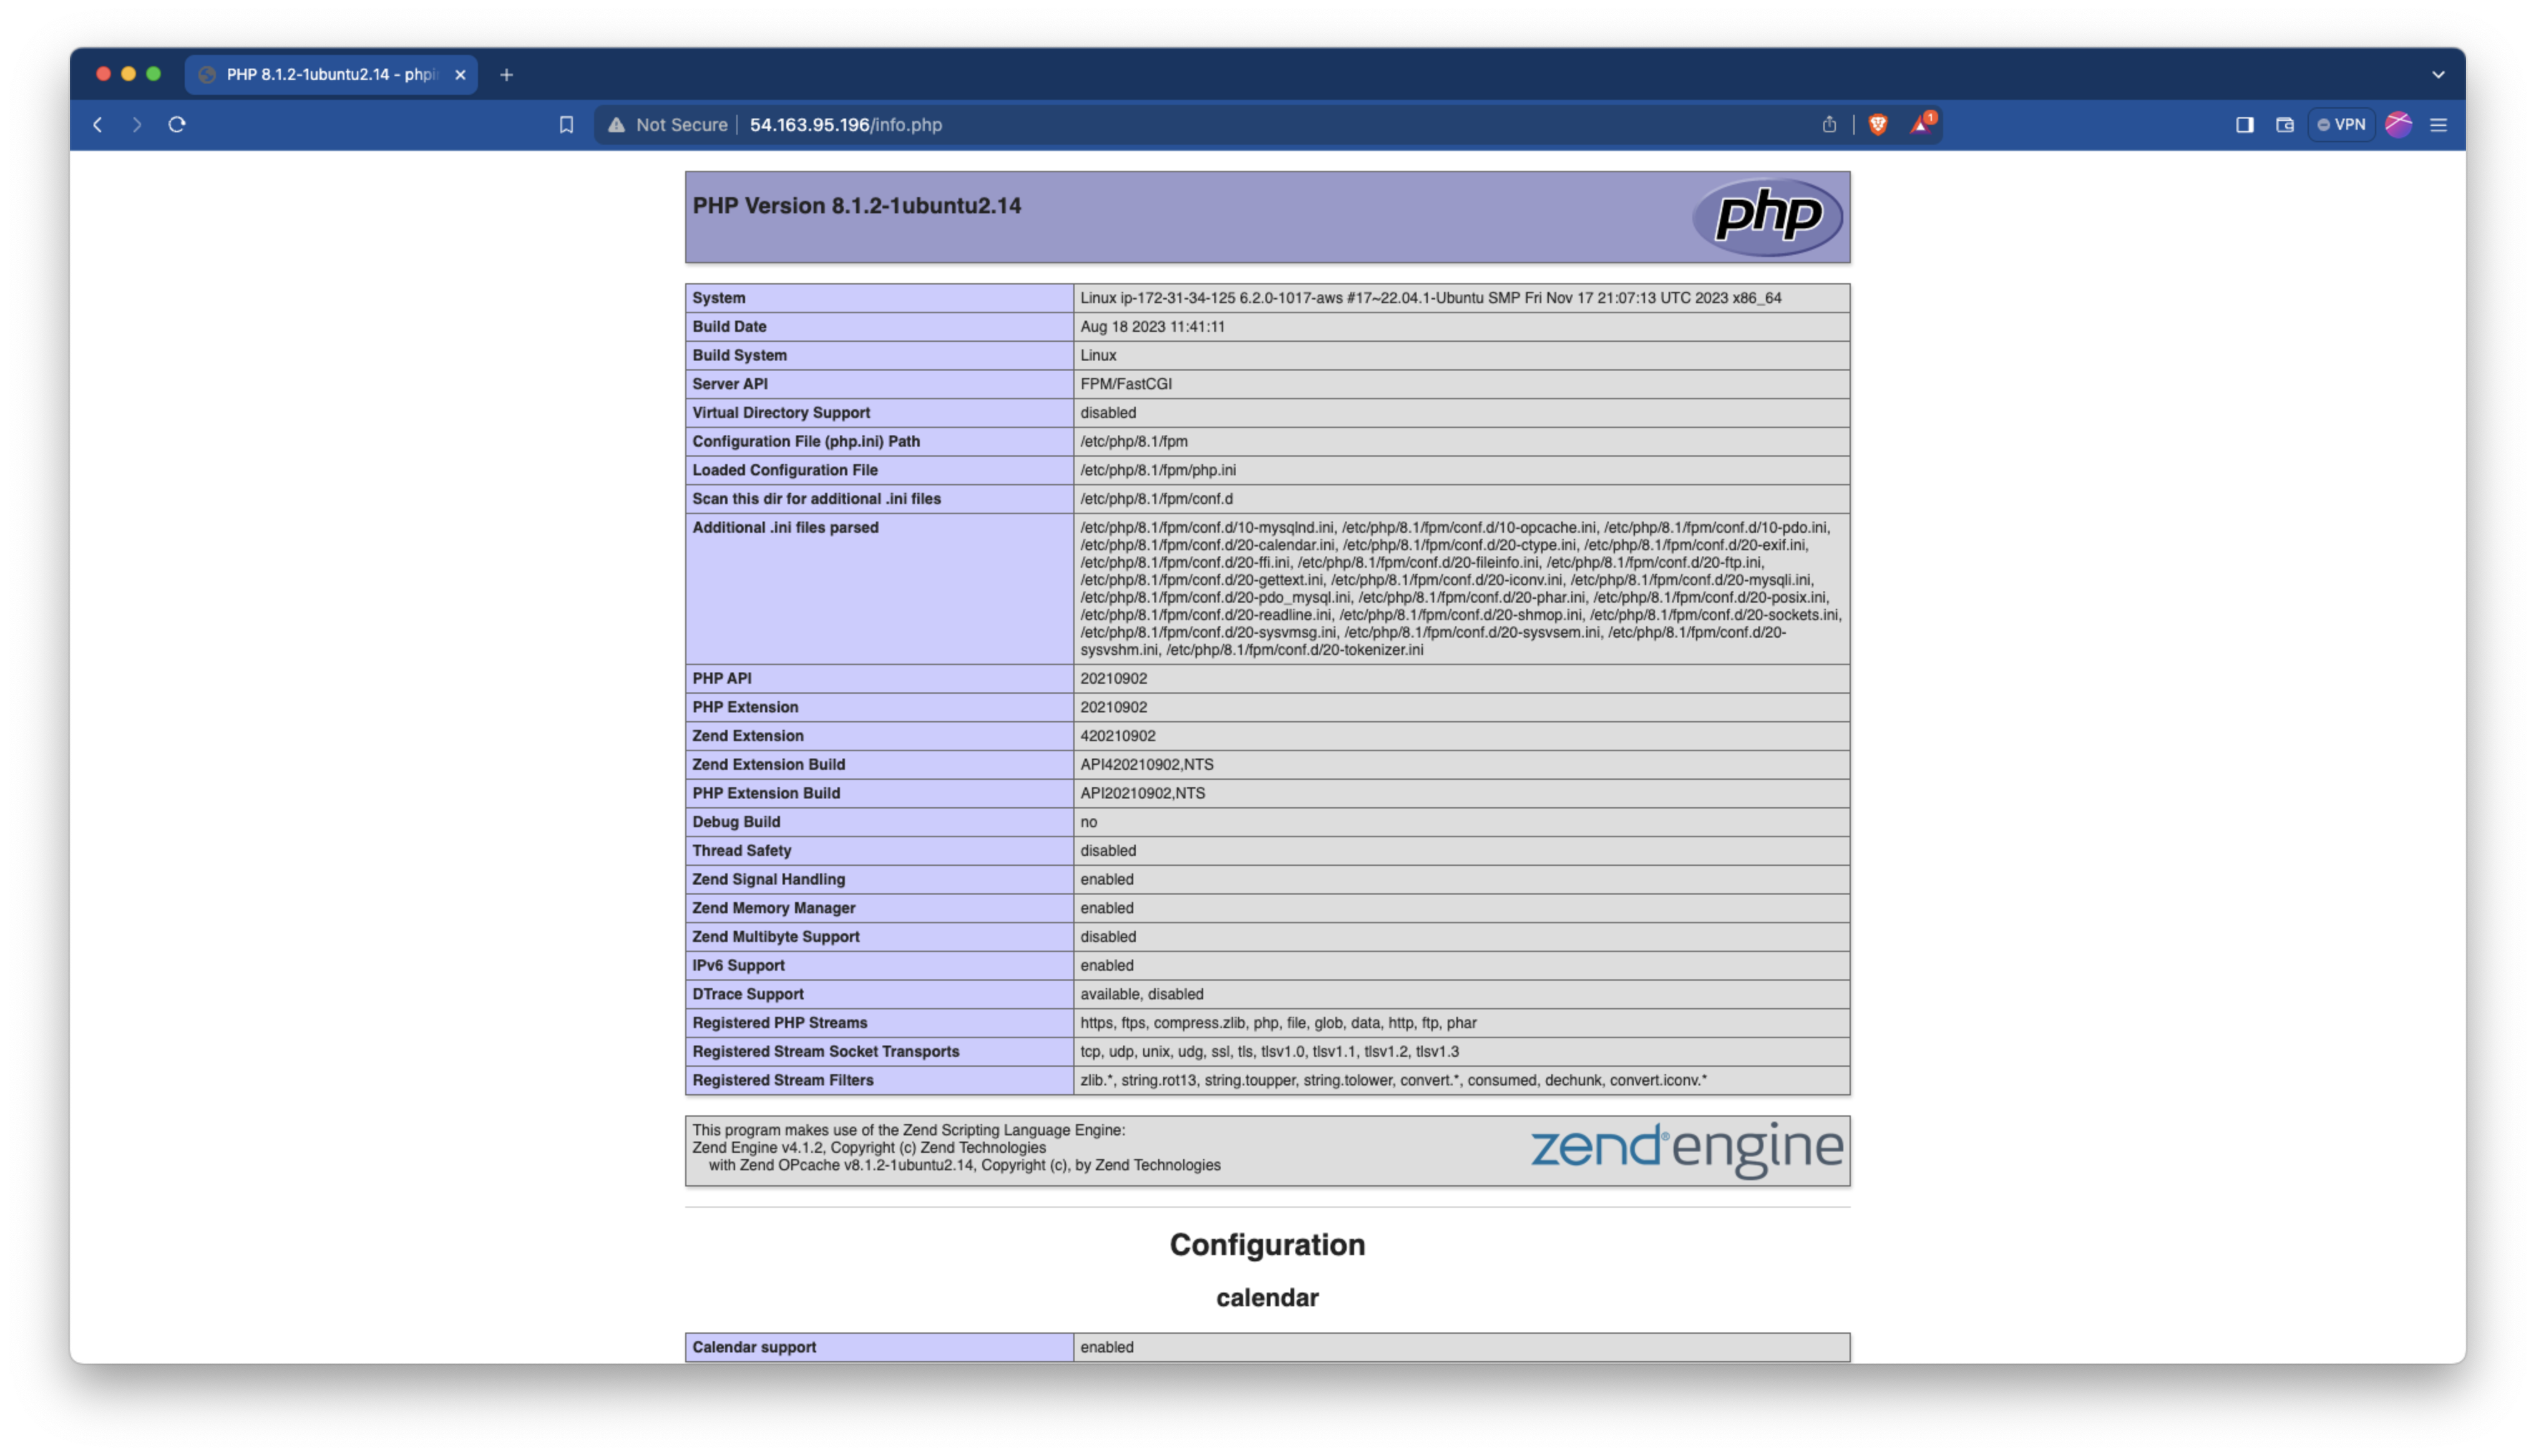 PHP 8.1.2-1ubuntu2.14 - phpi
Not Secure 54.163.95.196/info.php
1
VPN
PHP Version 8.1.2-1ubuntu2.14
php
System Linux ip-172-31-34-125 6.2.0-1017-aws #17~22.04.1-Ubuntu SMP Fri Nov 17 21:07:13 UTC 2023 x86_64
Build Date Aug 18 2023 11:41:11
Build System Linux
Server API FPM/FastCGI
Virtual Directory Support disabled
Configuration File (php.ini) Path /etc/php/8.1/fpm
Loaded Configuration File /etc/php/8.1/fpm/php.ini
Scan this dir for additional .ini files /etc/php/8.1/fpm/conf.d
Additional .ini files parsed /etc/php/8.1/fpm/conf.d/10-mysqlnd.ini, /etc/php/8.1/fpm/conf.d/10-opcache.ini, /etc/php/8.1/fpm/conf.d/10-pdo.ini,
/etc/php/8.1/fpm/conf.d/20-calendar.ini, /etc/php/8.1/fpm/conf.d/20-ctype.ini, /etc/php/8.1/fpm/conf.d/20-exif.ini,
/etc/php/8.1/fpm/conf.d/20-ffi.ini, /etc/php/8.1/fpm/conf.d/20-fileinfo.ini, /etc/php/8.1/fpm/conf.d/20-ftp.ini,
/etc/php/8.1/fpm/conf.d/20-gettext.ini, /etc/php/8.1/fpm/conf.d/20-iconv.ini, /etc/php/8.1/fpm/conf.d/20-mysqli.ini,
/etc/php/8.1/fpm/conf.d/20-pdo_mysql.ini, /etc/php/8.1/fpm/conf.d/20-phar.ini, /etc/php/8.1/fpm/conf.d/20-posix.ini,
/etc/php/8.1/fpm/conf.d/20-readline.ini, /etc/php/8.1/fpm/conf.d/20-shmop.ini, /etc/php/8.1/fpm/conf.d/20-sockets.ini,
/etc/php/8.1/fpm/conf.d/20-sysvmsg.ini, /etc/php/8.1/fpm/conf.d/20-sysvsem.ini, /etc/php/8.1/fpm/conf.d/20-
sysvshm.ini, /etc/php/8.1/fpm/conf.d/20-tokenizer.ini
PHP API 20210902
PHP Extension 20210902
Zend Extension 420210902
Zend Extension Build API420210902,NTS
PHP Extension Build API20210902,NTS
Debug Build no
Thread Safety disabled
Zend Signal Handling enabled
Zend Memory Manager enabled
Zend Multibyte Support disabled
IPv6 Support enabled
DTrace Support available, disabled
Registered PHP Streams https, ftps, compress.zlib, php, file, glob, data, http, ftp, phar
Registered Stream Socket Transports tcp, udp, unix, udg, ssl, tls, tlsv1.0, tlsv1.1, tlsv1.2, tlsv1.3
Registered Stream Filters zlib.*, string.rot13, string.toupper, string.tolower, convert.*, consumed, dechunk, convert.iconv.*
This program makes use of the Zend Scripting Language Engine:
Zend Engine v4.1.2, Copyright (c) Zend Technologies
with Zend OPcache v8.1.2-1ubuntu2.14, Copyright (c), by Zend Technologies
zend®engine
Configuration
calendar
Calendar support enabled